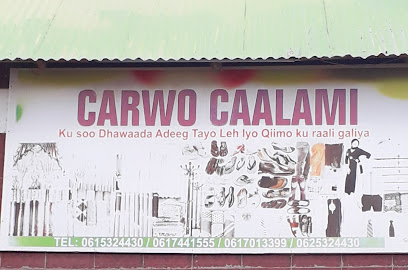 CARWO CAALAMI
Ku soo Dhawaada Adeeg Tayo Leh Iyo Qiimo ku raali galiya
TEL: 0615324430 / 0617441555 / 0617013399 / 0625324430